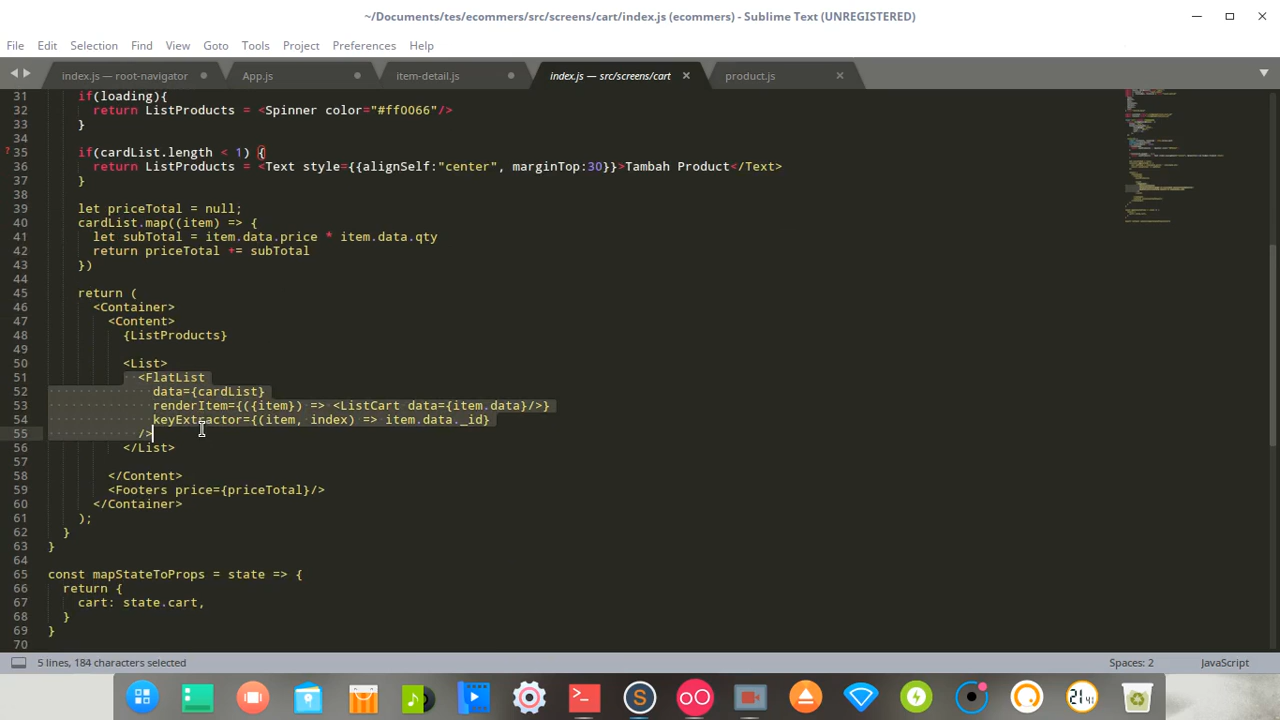 ~/Documents/tes/ecommers/src/screens/cart/index.js (ecommers) - Sublime Text (UNREGISTERED)
File Edit Selection View Find Goto Tools Project Preferences Help
index.js — root-navigator App.js item-detail.js index.js — src/screens/cart product.js
31 if(loading){
32 return ListProducts = <Spinner color="#ff0066"/>
33 }
34
35 if(cardList.length < 1) {
36 return ListProducts = <Text style={{alignSelf:"center", marginTop:30}}>Tambah Product</Text>
37 }
38
39 let priceTotal = null;
40 cardList.map((item) => {
41 let subTotal = item.data.price * item.data.qty
42 return priceTotal += subTotal
43 })
44
45 return (
46 <Container>
47 <Content>
48 {ListProducts}
49
50 <List>
51 <FlatList
52 data={cardList}
53 renderItem={({item}) => <ListCart data={item.data}/>}
54 keyExtractor={(item, index) => item.data._id}
55 />
56 </List>
57
58 </Content>
59 <Footers price={priceTotal}/>
60 </Container>
61 );
62 }
63 }
64
65 const mapStateToProps = state => {
66 return {
67 cart: state.cart,
68 }
69 }
70
5 lines, 184 characters selected Spaces: 2 JavaScript